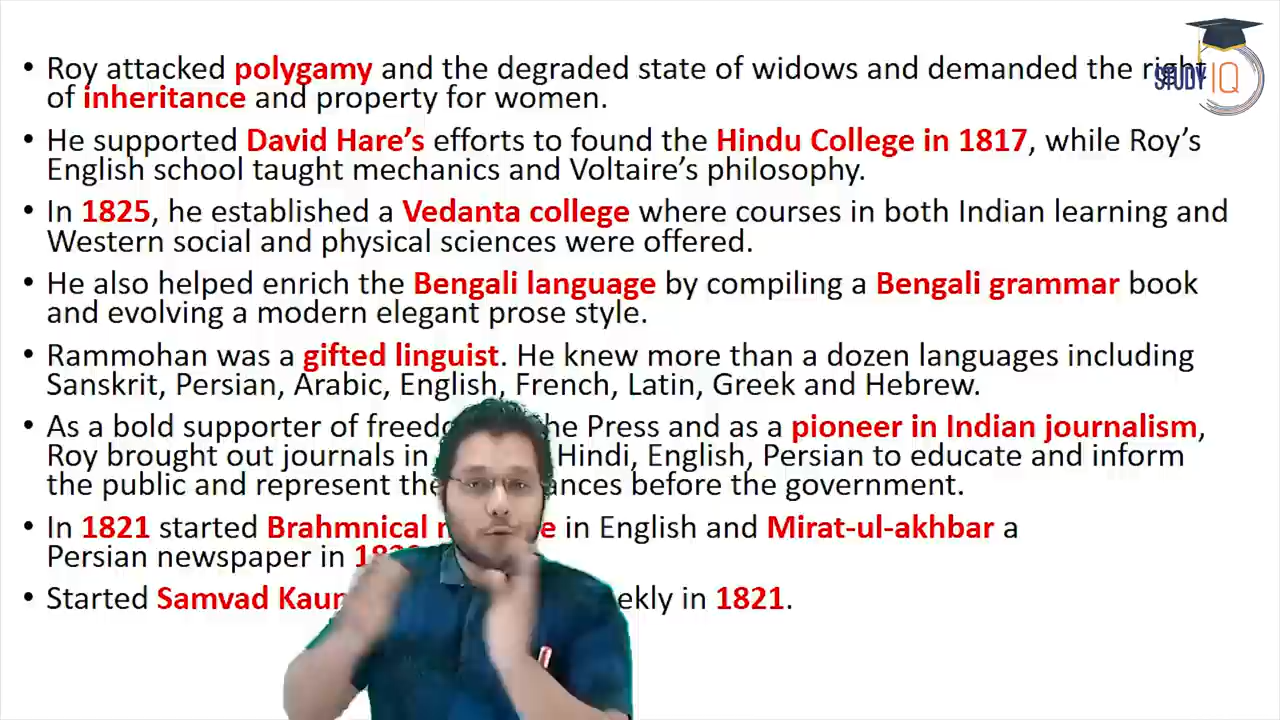 • Roy attacked polygamy and the degraded state of widows and demanded the right
of inheritance and property for women.
• He supported David Hare's efforts to found the Hindu College in 1817, while Roy's
English school taught mechanics and Voltaire's philosophy.
• In 1825, he established a Vedanta college where courses in both Indian learning and
Western social and physical sciences were offered.
• He also helped enrich the Bengali language by compiling a Bengali grammar book
and evolving a modern elegant prose style.
• Rammohan was a gifted linguist. He knew more than a dozen languages including
Sanskrit, Persian, Arabic, English, French, Latin, Greek and Hebrew.
• As a bold supporter of the Press and as a pioneer in Indian journalism,
Roy brought out journals in Hindi, English, Persian to educate and inform
the public and represent before the government.
• In 1821 started Brahmnical in English and Mirat-ul-akhbar a
Persian newspaper in
• Started Samvad in 1821.
STUDY IQ